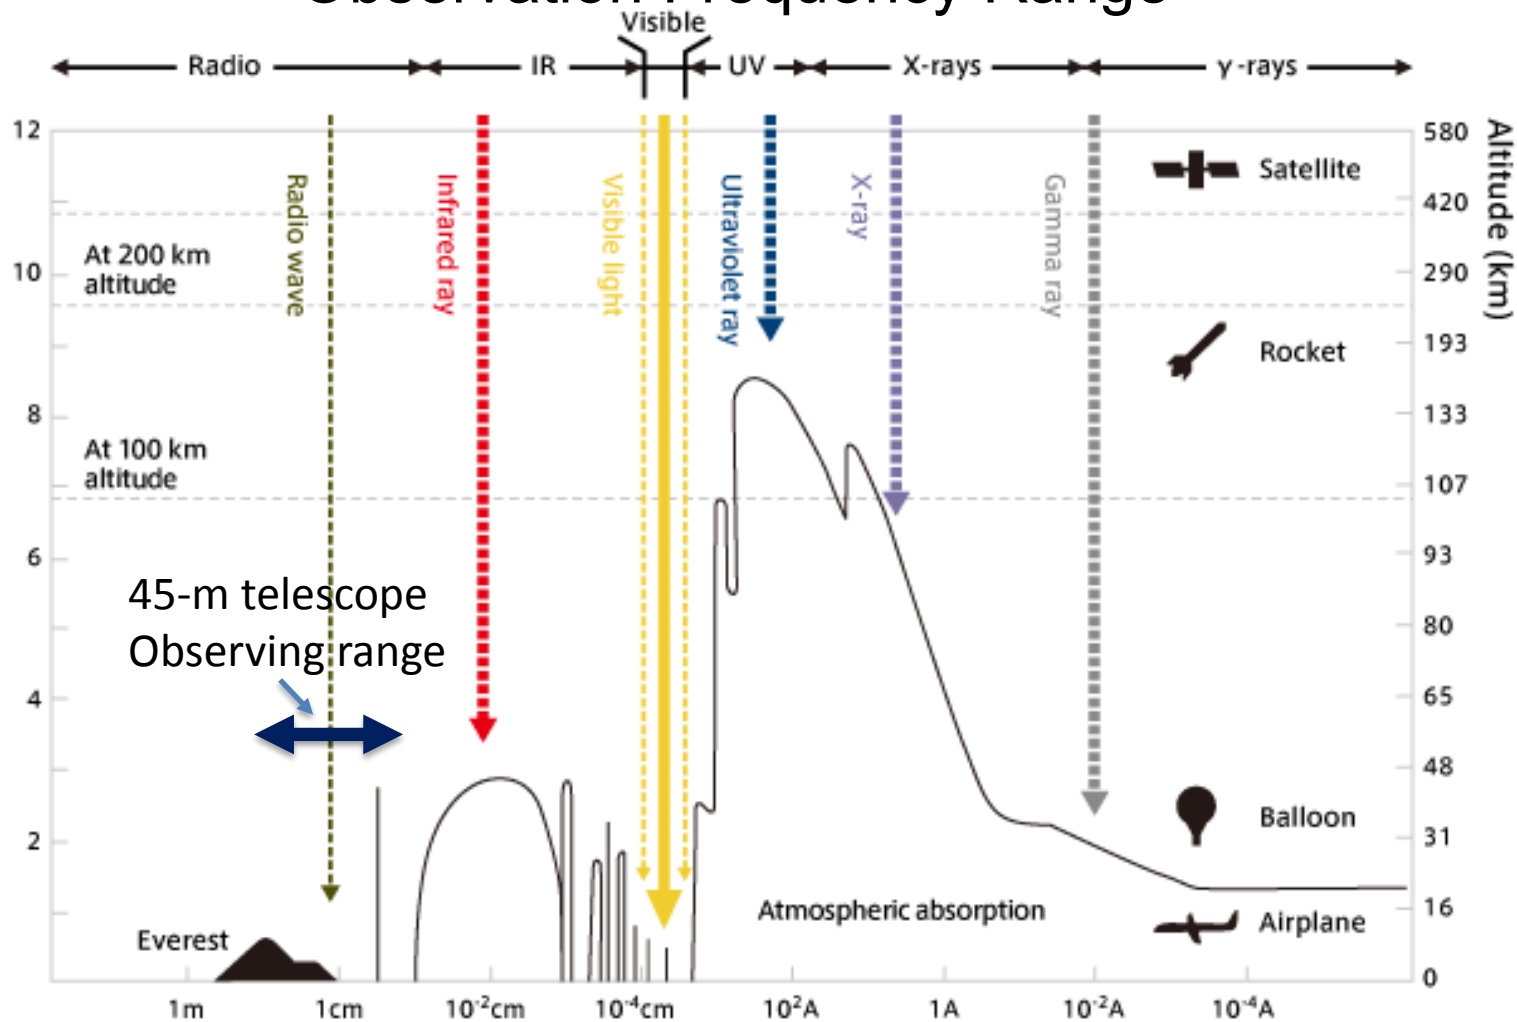 Observation Frequency Range
Visible
Radio
IR
UV
X-rays
γ-rays
12
10
8
6
4
2
580
420
290
193
133
107
93
80
65
48
31
16
0
Altitude (km)
Radio wave
Infrared ray
Visible light
Ultraviolet ray
X-ray
Gamma ray
Satellite
At 200 km
altitude
Rocket
At 100 km
altitude
45-m telescope
Observing range
Balloon
Atmospheric absorption
Airplane
Everest
1m
1cm
10⁻²cm
10⁻⁴cm
10²A
1A
10⁻²A
10⁻⁴A